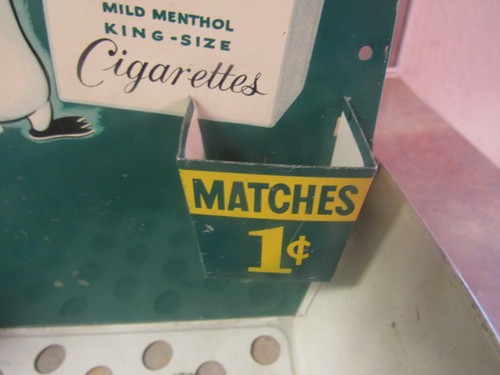 MILD MENTHOL
KING-SIZE
Cigarettes
MATCHES
1¢